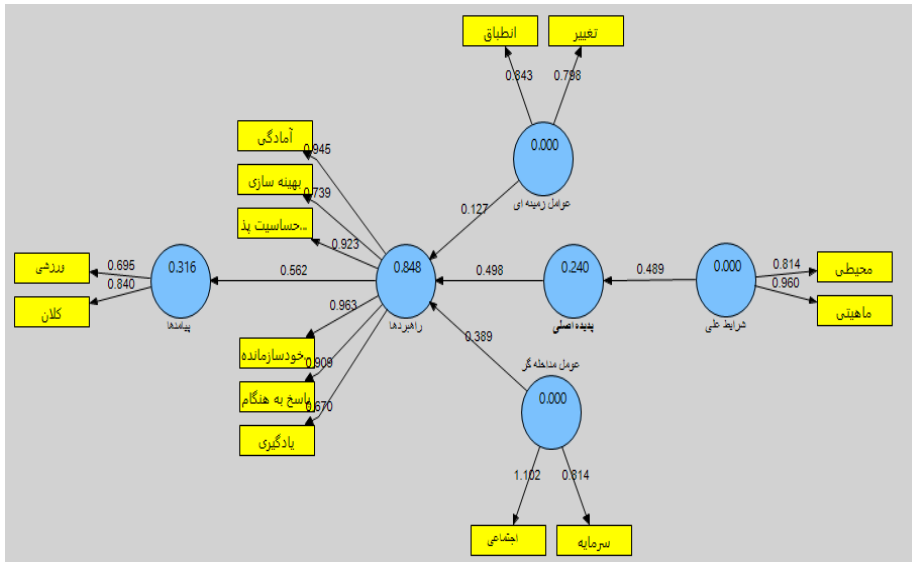 انطباق
تغییر
0.843
0.798
0.000
عوامل زمینه ای
آمادگی
بهینه سازی
...حساسیت پذ
0.945
0.739
0.923
0.127
ورزشی
کلان
0.695
0.840
0.316
پیامدها
0.562
0.848
راهبردها
0.498
0.240
پدیده اصلی
0.489
0.000
شرایط علی
0.814
0.960
محیطی
ماهیتی
0.963
0.909
0.670
...خودسازمانده
پاسخ به هنگام
یادگیری
0.389
عومل مداخله گر
0.000
1.102
0.814
اجتماعی
سرمایه